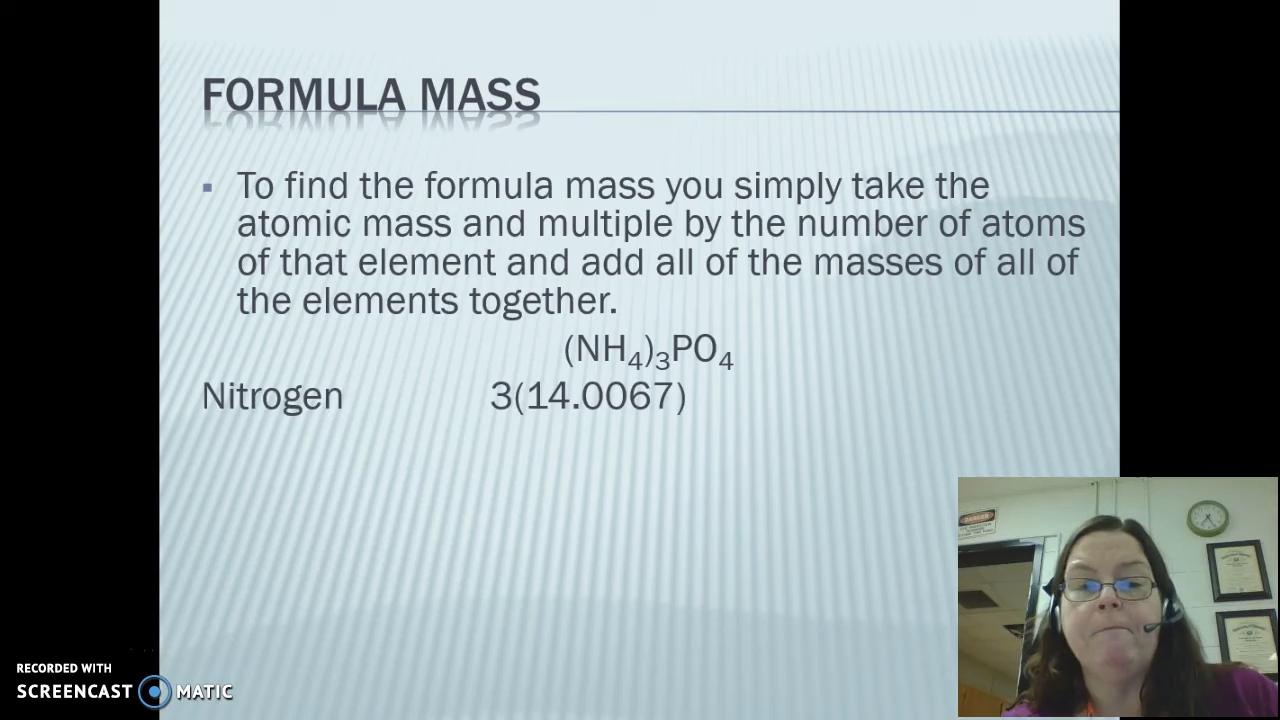 FORMULA MASS
▪ To find the formula mass you simply take the
atomic mass and multiple by the number of atoms
of that element and add all of the masses of all of
the elements together.
(NH₄)₃PO₄
Nitrogen 3(14.0067)
DANGER
RECORDED WITH
SCREENCAST MATIC